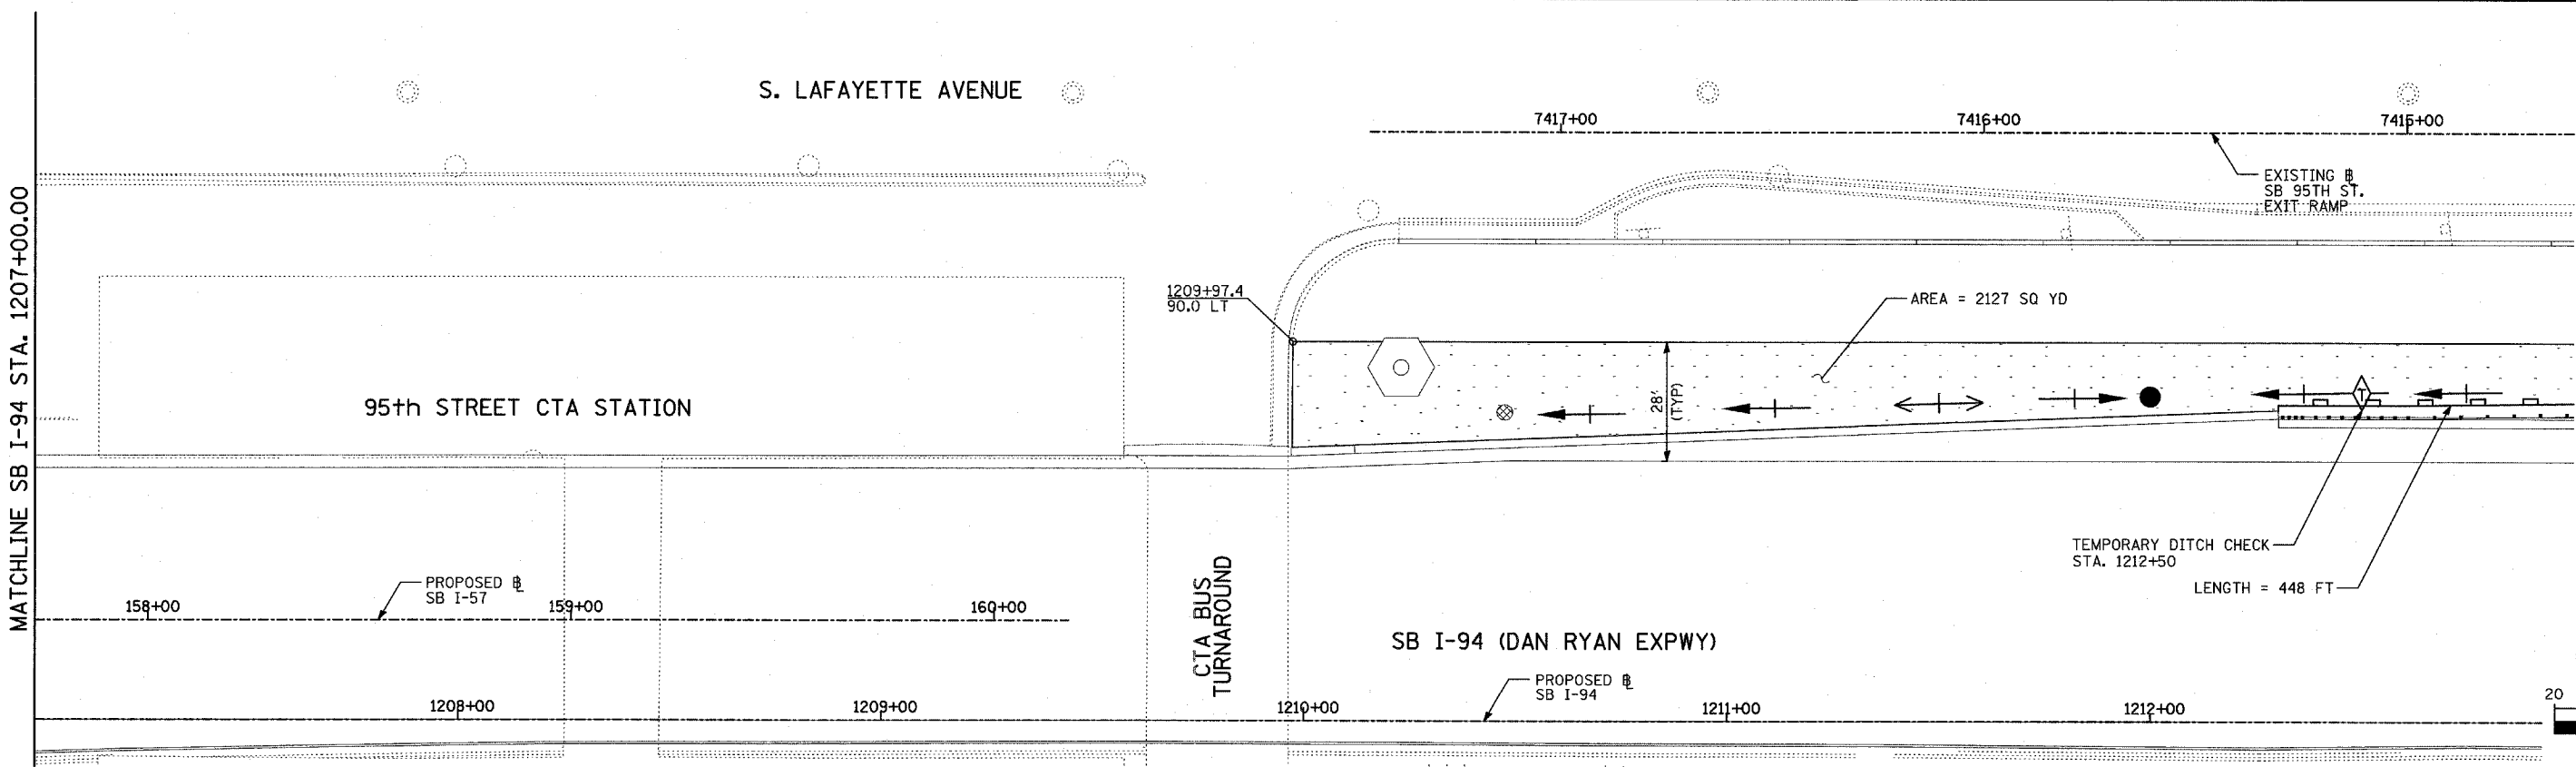 MATCHLINE SB I-94 STA. 1207+00.00
S. LAFAYETTE AVENUE
7417+00
7416+00
7415+00
EXISTING ℄
SB 95TH ST.
EXIT RAMP
1209+97.4
90.0 LT
AREA = 2127 SQ YD
95th STREET CTA STATION
28'
(TYP)
T
TEMPORARY DITCH CHECK
STA. 1212+50
LENGTH = 448 FT
PROPOSED ℄
SB I-57
158+00
159+00
160+00
CTA BUS
TURNAROUND
SB I-94 (DAN RYAN EXPWY)
PROPOSED ℄
SB I-94
1208+00
1209+00
1210+00
1211+00
1212+00
20